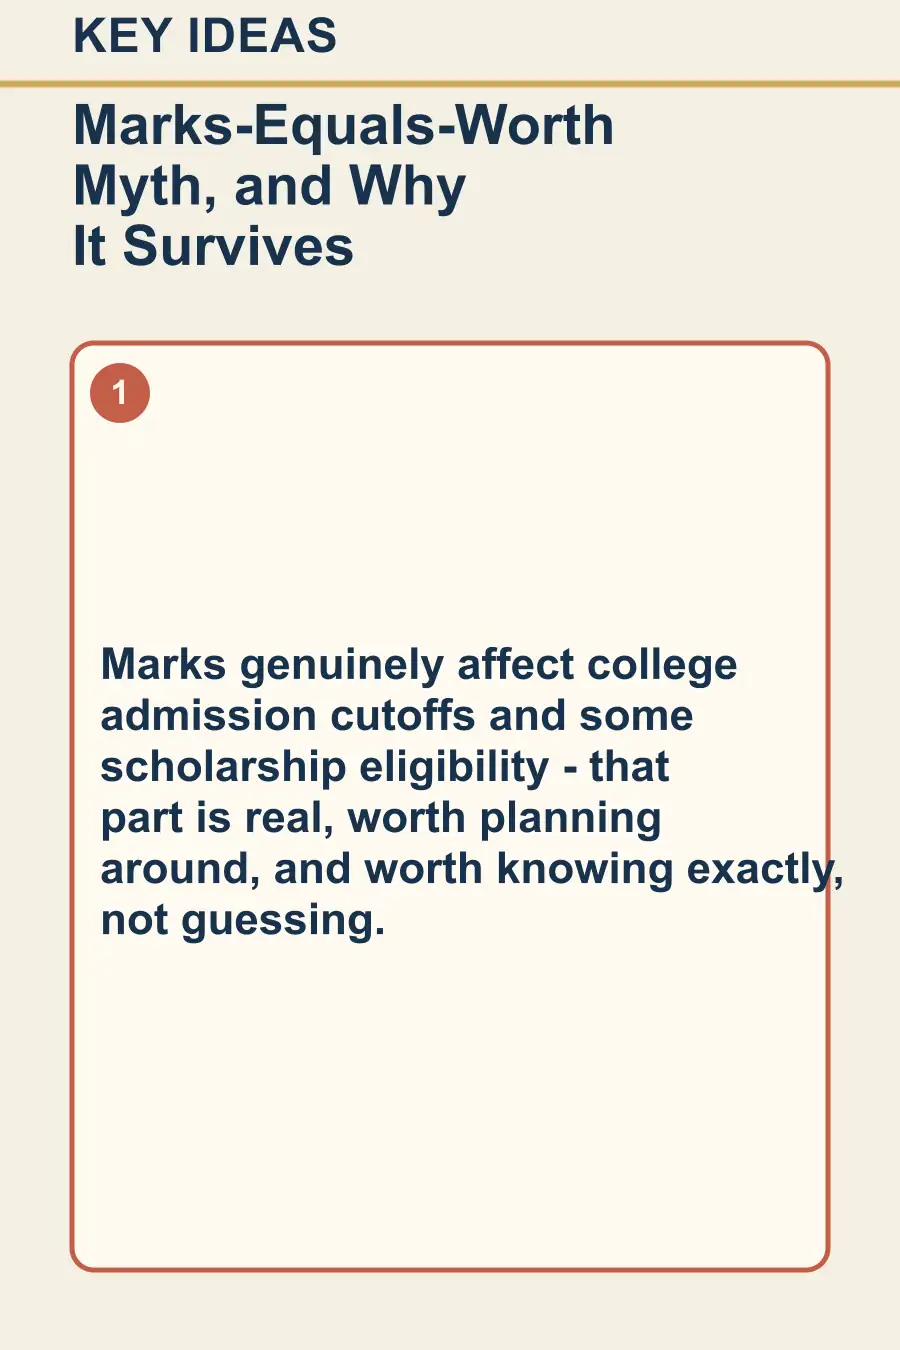 KEY IDEAS
Marks-Equals-Worth
Myth, and Why
It Survives
1
Marks genuinely affect college
admission cutoffs and some
scholarship eligibility - that
part is real, worth planning
around, and worth knowing exactly,
not guessing.